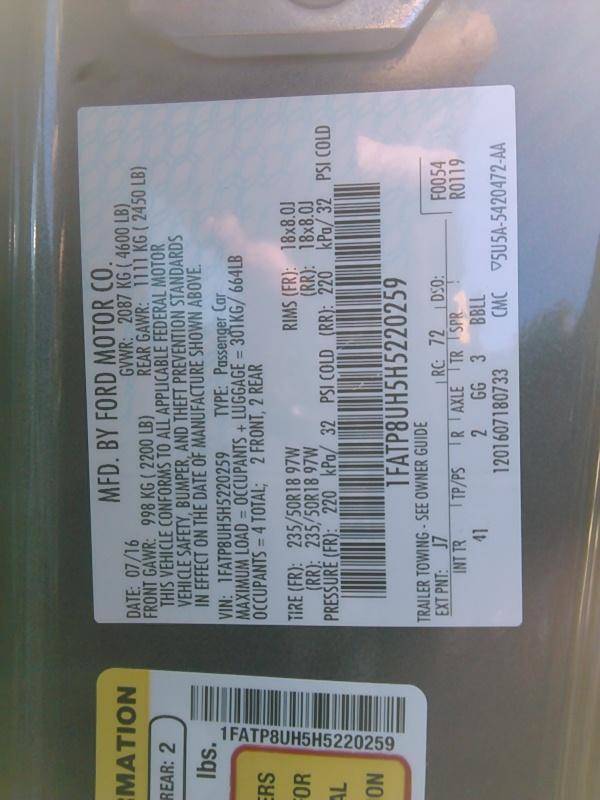 MFD. BY FORD MOTOR CO.
DATE: 07/16 GVWR: 2087 KG ( 4600 LB)
FRONT GAWR: 998 KG ( 2200 LB) REAR GAWR: 1111 KG ( 2450 LB)
THIS VEHICLE CONFORMS TO ALL APPLICABLE FEDERAL MOTOR
VEHICLE SAFETY, BUMPER, AND THEFT PREVENTION STANDARDS
IN EFFECT ON THE DATE OF MANUFACTURE SHOWN ABOVE.
VIN: 1FATP8UH5H5220259 TYPE: Passenger Car
MAXIMUM LOAD = OCCUPANTS + LUGGAGE = 301KG/ 664LB
OCCUPANTS = 4 TOTAL; 2 FRONT, 2 REAR
TIRE (FR): 235/50R18 97W RIMS (FR): 18x8.0J
(RR): 235/50R18 97W (RR): 18x8.0J
PRESSURE (FR): 220 kPa/ 32 PSI COLD (RR): 220 kPa/ 32 PSI COLD
1FATP8UH5H5220259
TRAILER TOWING - SEE OWNER GUIDE
EXT PNT: J7 RC: 72 DSO: F0054
R0119
INT TR TP/PS R AXLE TR SPR
41 2 GG 3 BBLL
1201607180733 CMC ▽5U5A-5420472-AA
RMATION
REAR: 2
lbs.
1FATP8UH5H5220259
ERS
OR
AL
ON